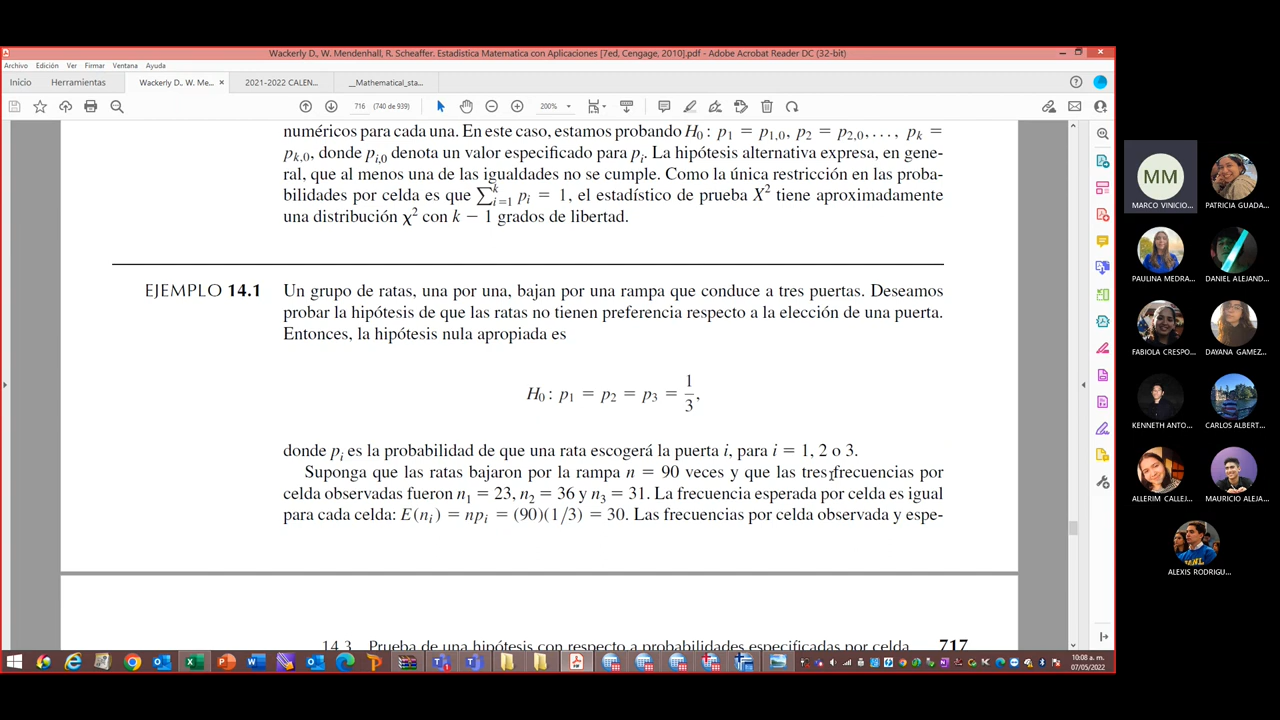 Wackerly D., W. Mendenhall, R. Scheaffer. Estadística Matematica con Aplicaciones [7ed, Cengage, 2010].pdf - Adobe Acrobat Reader DC (32-bit)
Archivo Edición Ver Firmar Ventana Ayuda
Inicio Herramientas Wackerly D., W. Me... × 2021-2022 CALEN... __Mathematical_sta...
716 (740 de 939) 200%
numéricos para cada una. En este caso, estamos probando H₀: p₁ = p₁,₀, p₂ = p₂,₀, . . . , pₖ =
pₖ,₀, donde pᵢ,₀ denota un valor especificado para pᵢ. La hipótesis alternativa expresa, en gene-
ral, que al menos una de las igualdades no se cumple. Como la única restricción en las proba-
bilidades por celda es que ∑ᵏᵢ₌₁ pᵢ = 1, el estadístico de prueba X² tiene aproximadamente
una distribución χ² con k − 1 grados de libertad.
EJEMPLO 14.1 Un grupo de ratas, una por una, bajan por una rampa que conduce a tres puertas. Deseamos
probar la hipótesis de que las ratas no tienen preferencia respecto a la elección de una puerta.
Entonces, la hipótesis nula apropiada es
H₀: p₁ = p₂ = p₃ = 1/3,
donde pᵢ es la probabilidad de que una rata escogerá la puerta i, para i = 1, 2 o 3.
Suponga que las ratas bajaron por la rampa n = 90 veces y que las tres frecuencias por
celda observadas fueron n₁ = 23, n₂ = 36 y n₃ = 31. La frecuencia esperada por celda es igual
para cada celda: E(nᵢ) = npᵢ = (90)(1/3) = 30. Las frecuencias por celda observada y espe-
14.3 Prueba de una hipótesis con respecto a probabilidades especificadas por celda 717
10:08 a. m.
07/05/2022
MM
MARCO VINICIO... PATRICIA GUADA...
PAULINA MEDRA... DANIEL ALEJAND...
FABIOLA CRESPO... DAYANA GAMEZ...
KENNETH ANTO... CARLOS ALBERT...
ALLERIM CALLEJ... MAURICIO ALEJA...
ALEXIS RODRIGU...